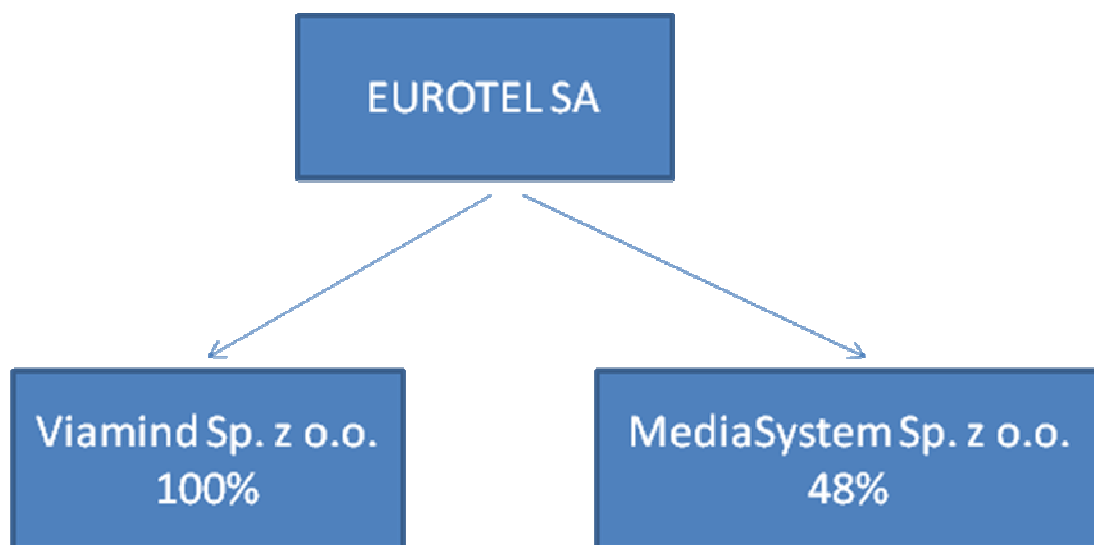 EUROTEL SA
Viamind Sp. z o.o.
100%
MediaSystem Sp. z o.o.
48%